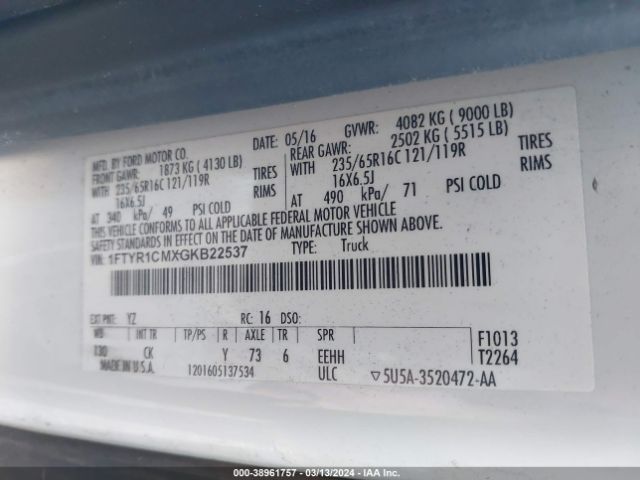 MFD. BY FORD MOTOR CO. DATE: 05/16 GVWR: 4082 KG ( 9000 LB)
FRONT GAWR: 1873 KG ( 4130 LB) REAR GAWR: 2502 KG ( 5515 LB)
WITH 235/65R16C 121/119R TIRES WITH 235/65R16C 121/119R TIRES
16X6.5J RIMS 16X6.5J RIMS
AT 340 kPa/ 49 PSI COLD AT 490 kPa/ 71 PSI COLD
THIS VEHICLE CONFORMS TO ALL APPLICABLE FEDERAL MOTOR VEHICLE
SAFETY STANDARDS IN EFFECT ON THE DATE OF MANUFACTURE SHOWN ABOVE.
VIN: 1FTYR1CMXGKB22537 TYPE: Truck
EXT PNT: YZ RC: 16 DSO:
WB INT TR TP/PS R AXLE TR SPR F1013
130 CK Y 73 6 EEHH T2264
MADE IN U.S.A. 1201605137534 ULC ▽5U5A-3520472-AA
000-38961757 - 03/13/2024 - IAAI.COM